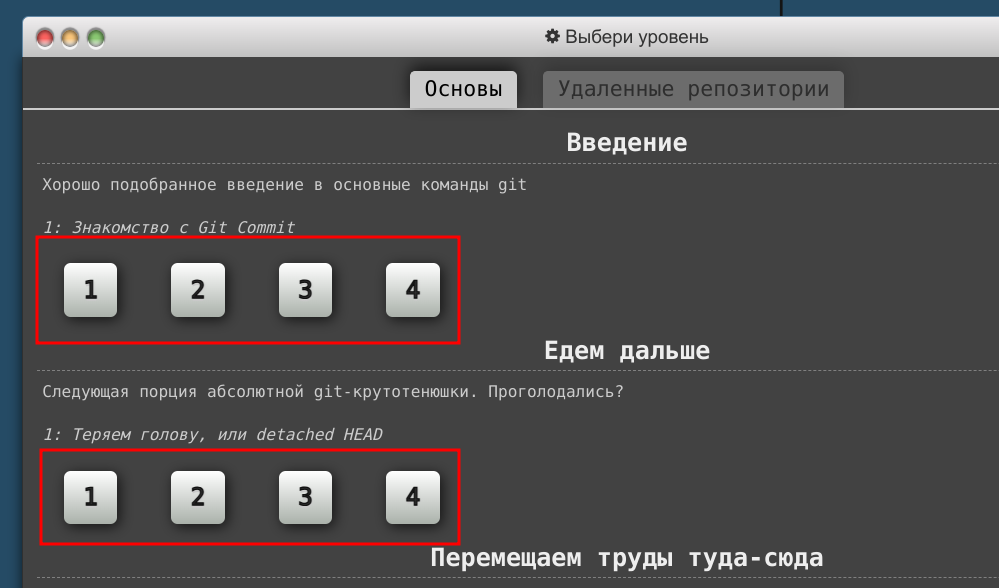 Выбери уровень
Основы Удаленные репозитории
Введение
Хорошо подобранное введение в основные команды git
1: Знакомство с Git Commit
1 2 3 4
Едем дальше
Следующая порция абсолютной git-крутотенюшки. Проголодались?
1: Теряем голову, или detached HEAD
1 2 3 4
Перемещаем труды туда-сюда